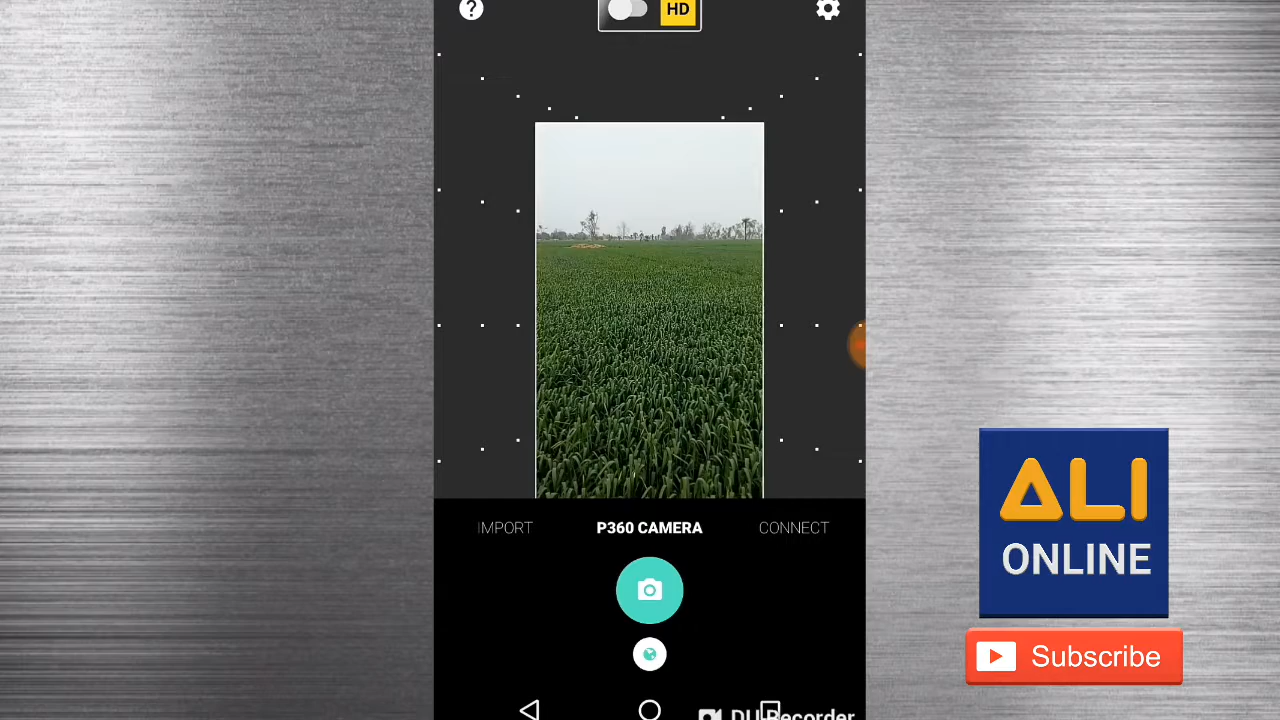 ?
HD
IMPORT
P360 CAMERA
CONNECT
ALI
ONLINE
Subscribe
DU Recorder